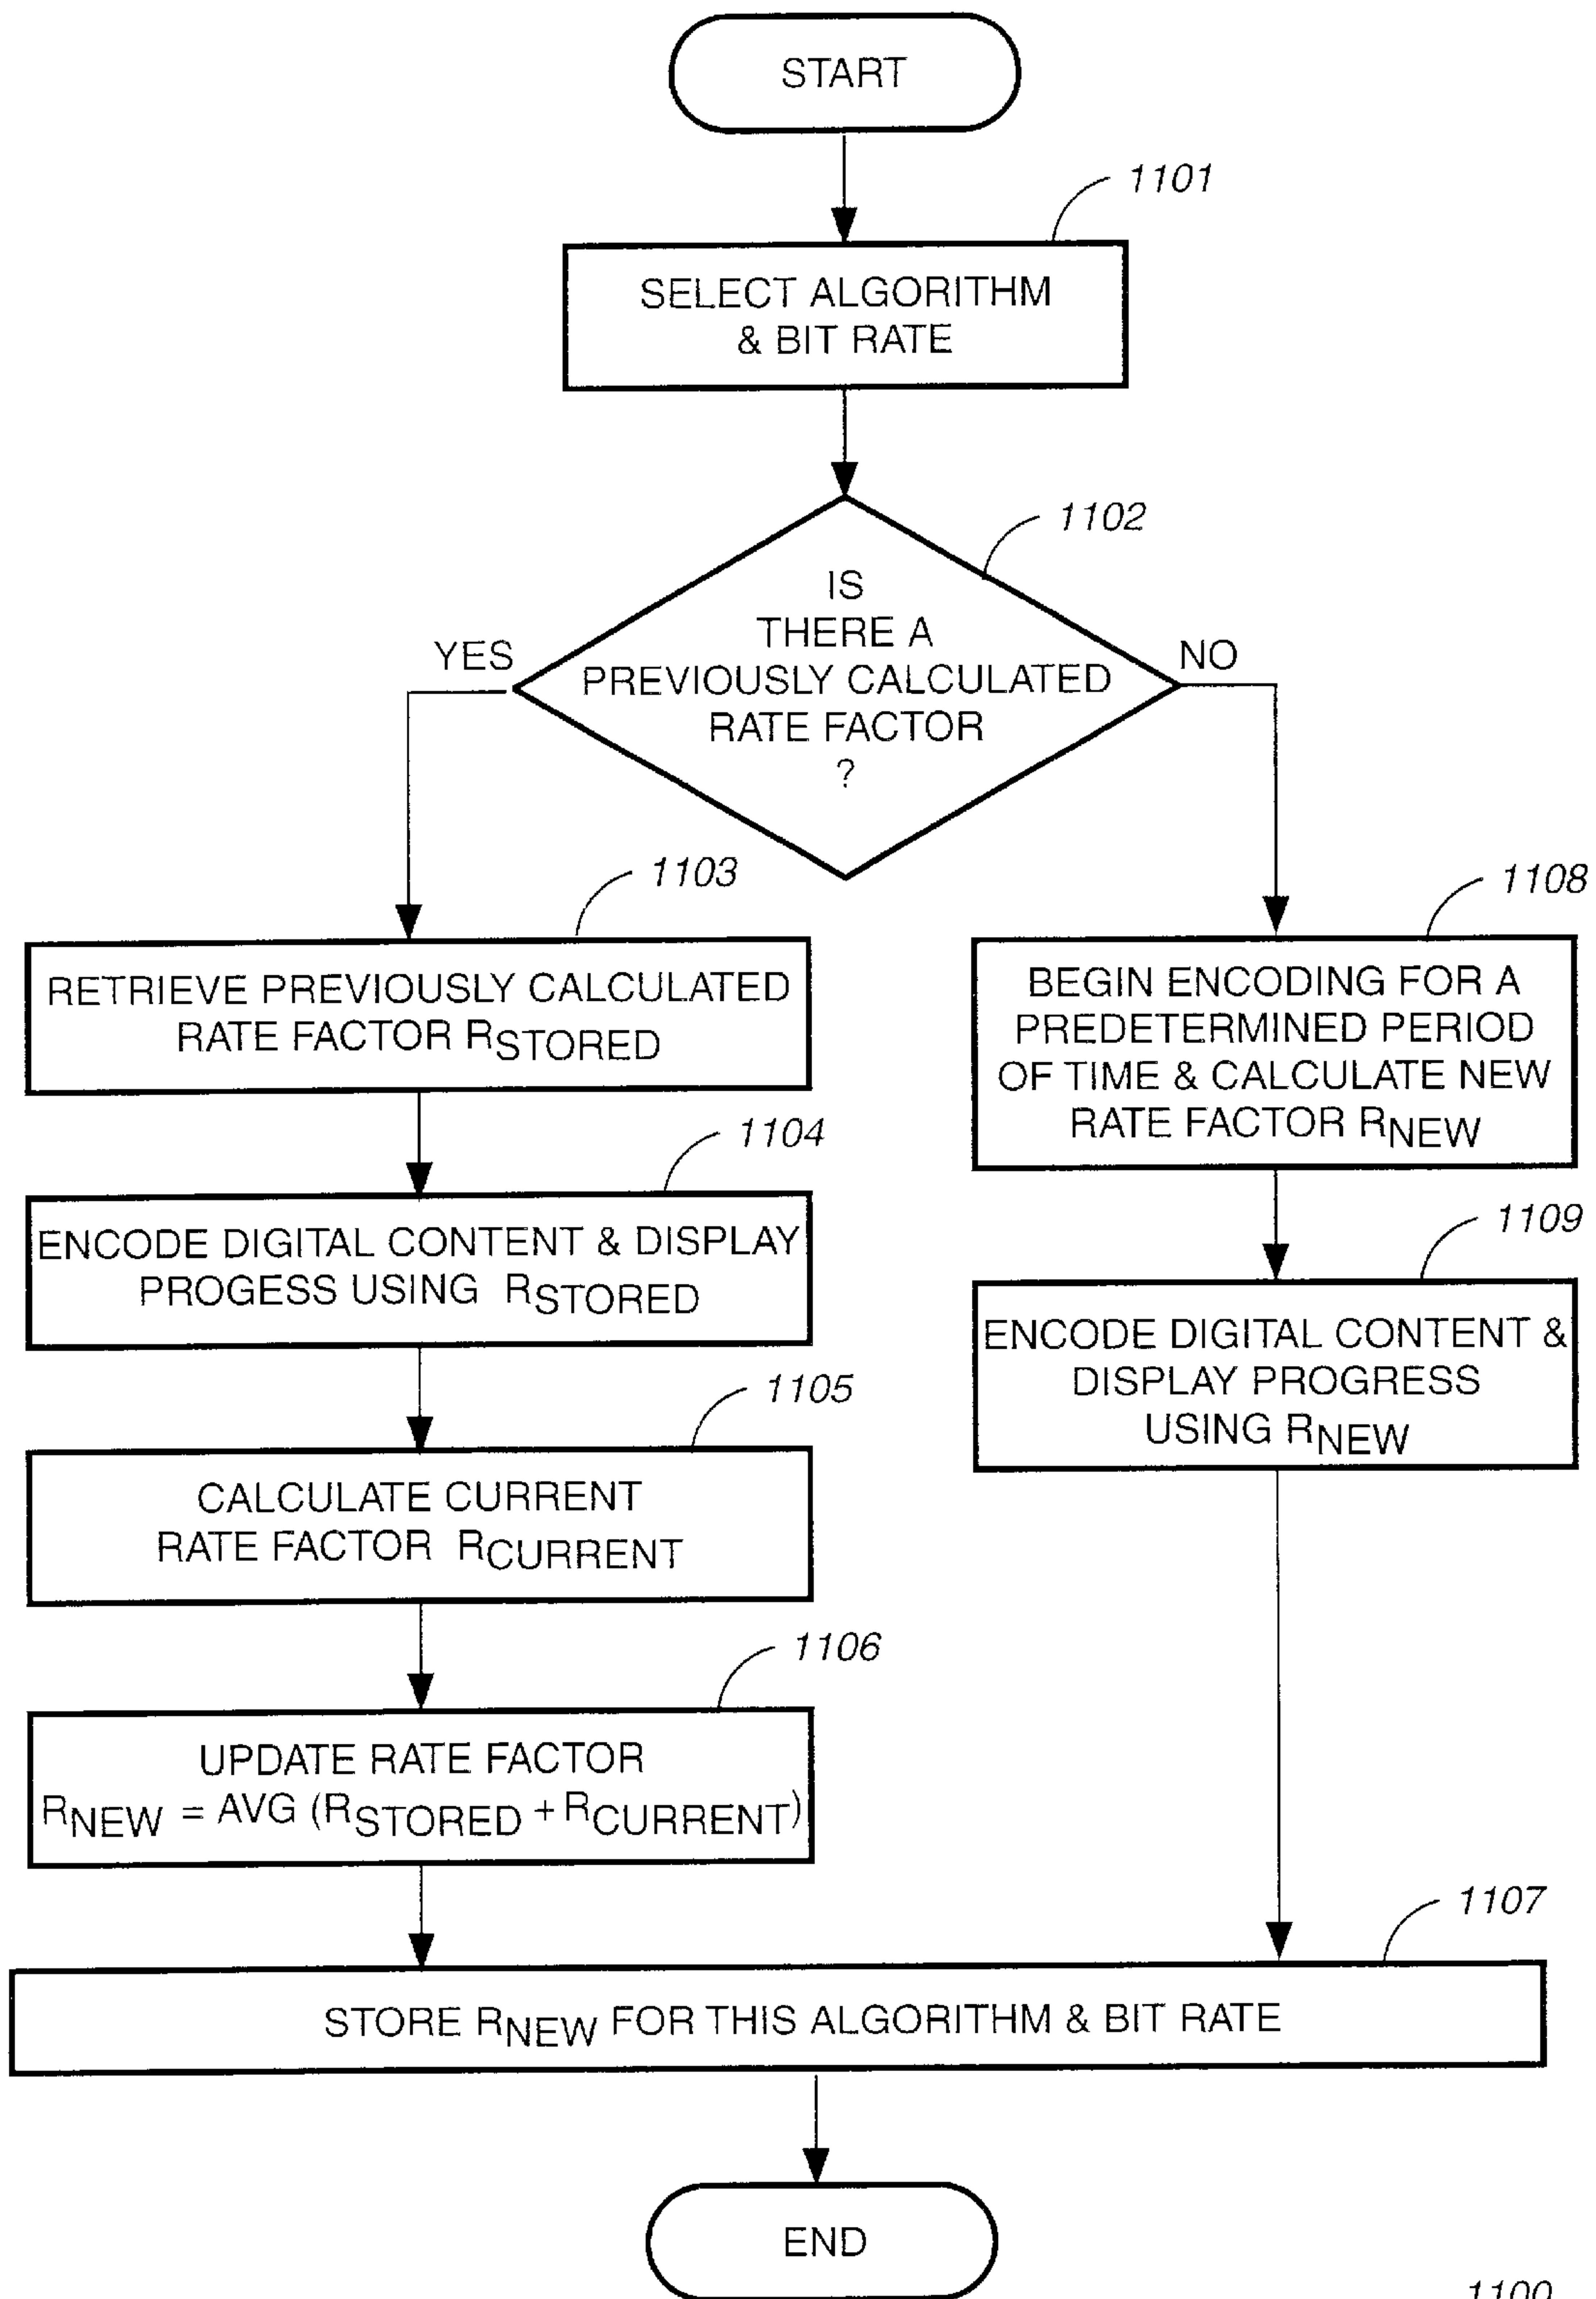 START
1101
SELECT ALGORITHM
& BIT RATE
1102
IS
THERE A
PREVIOUSLY CALCULATED
RATE FACTOR
?
YES
NO
1103
RETRIEVE PREVIOUSLY CALCULATED
RATE FACTOR RSTORED
1104
ENCODE DIGITAL CONTENT & DISPLAY
PROGESS USING RSTORED
1105
CALCULATE CURRENT
RATE FACTOR RCURRENT
1106
UPDATE RATE FACTOR
RNEW = AVG (RSTORED + RCURRENT)
1108
BEGIN ENCODING FOR A
PREDETERMINED PERIOD
OF TIME & CALCULATE NEW
RATE FACTOR RNEW
1109
ENCODE DIGITAL CONTENT &
DISPLAY PROGRESS
USING RNEW
1107
STORE RNEW FOR THIS ALGORITHM & BIT RATE
END
1100